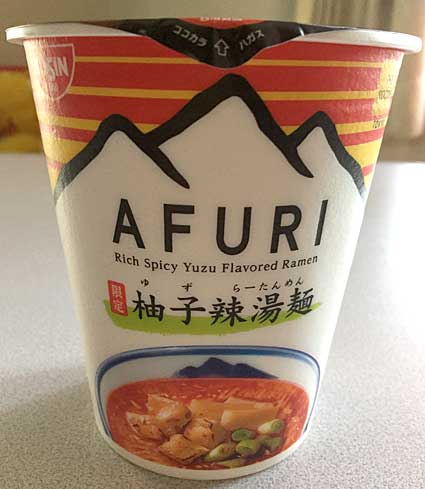 ココカラ ハガス
SSIN
AFURI
Rich Spicy Yuzu Flavored Ramen
ゆ ず らーたんめん
限定 柚子辣湯麺